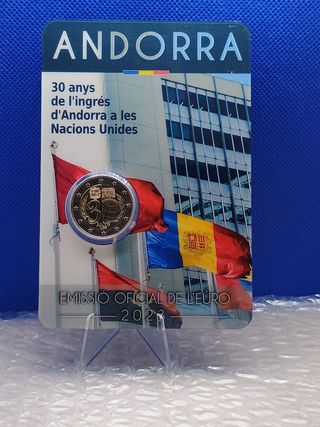 ANDORRA
30 anys
de l'ingrés
d'Andorra a les
Nacions Unides
EMISSIÓ OFICIAL DE L'EURO
2023